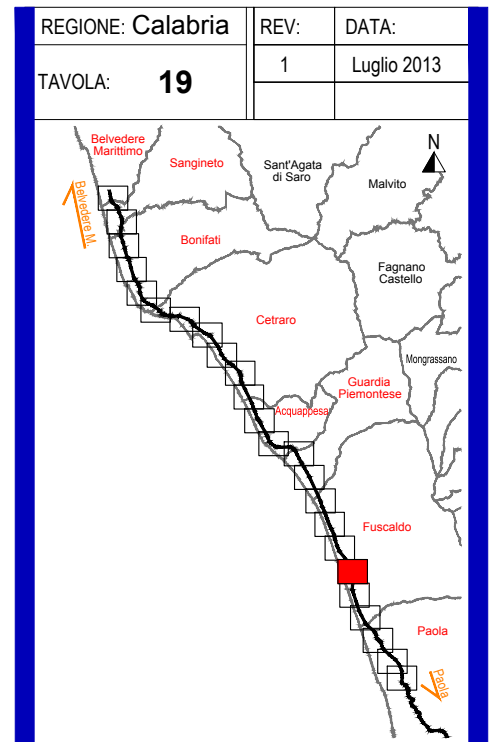 REGIONE: Calabria
REV:
DATA:
1
Luglio 2013
TAVOLA: 19
Belvedere
Marittimo
Sangineto
Sant'Agata
di Saro
N
Malvito
Belvedere M.
Bonifati
Fagnano
Castello
Cetraro
Mongrassano
Guardia
Piemontese
Acquappesa
Fuscaldo
Paola
Paola